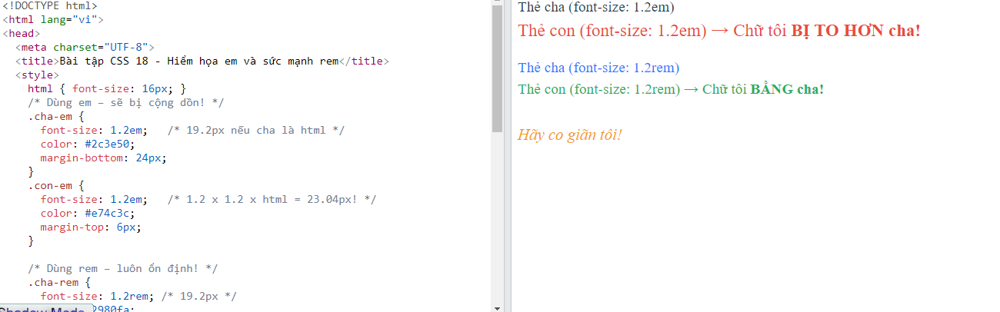 <!DOCTYPE html>
<html lang="vi">
<head>
<meta charset="UTF-8">
<title>Bài tập CSS 18 - Hiểm họa em và sức mạnh rem</title>
<style>
html { font-size: 16px; }
/* Dùng em – sẽ bị cộng dồn! */
.cha-em {
font-size: 1.2em; /* 19.2px nếu cha là html */
color: #2c3e50;
margin-bottom: 24px;
}
.con-em {
font-size: 1.2em; /* 1.2 x 1.2 x html = 23.04px! */
color: #e74c3c;
margin-top: 6px;
}
/* Dùng rem – luôn ổn định! */
.cha-rem {
font-size: 1.2rem; /* 19.2px */
2980fa;
Shadow Mode
Thẻ cha (font-size: 1.2em)
Thẻ con (font-size: 1.2em) → Chữ tôi BỊ TO HƠN cha!
Thẻ cha (font-size: 1.2rem)
Thẻ con (font-size: 1.2rem) → Chữ tôi BẰNG cha!
Hãy co giãn tôi!